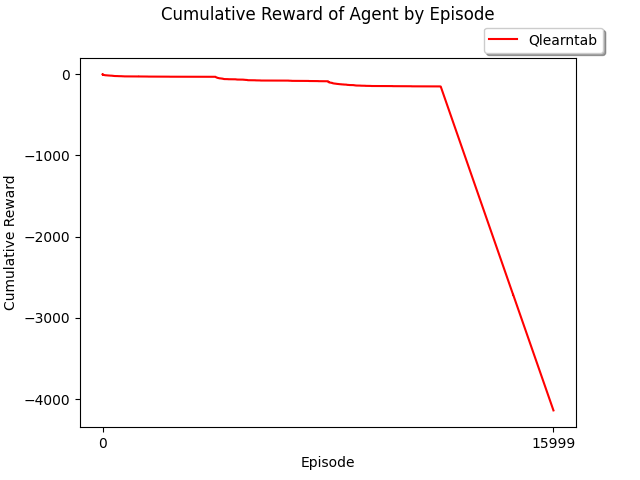 Cumulative Reward of Agent by Episode
Qlearntab
0
−1000
−2000
−3000
−4000
Cumulative Reward
0
15999
Episode